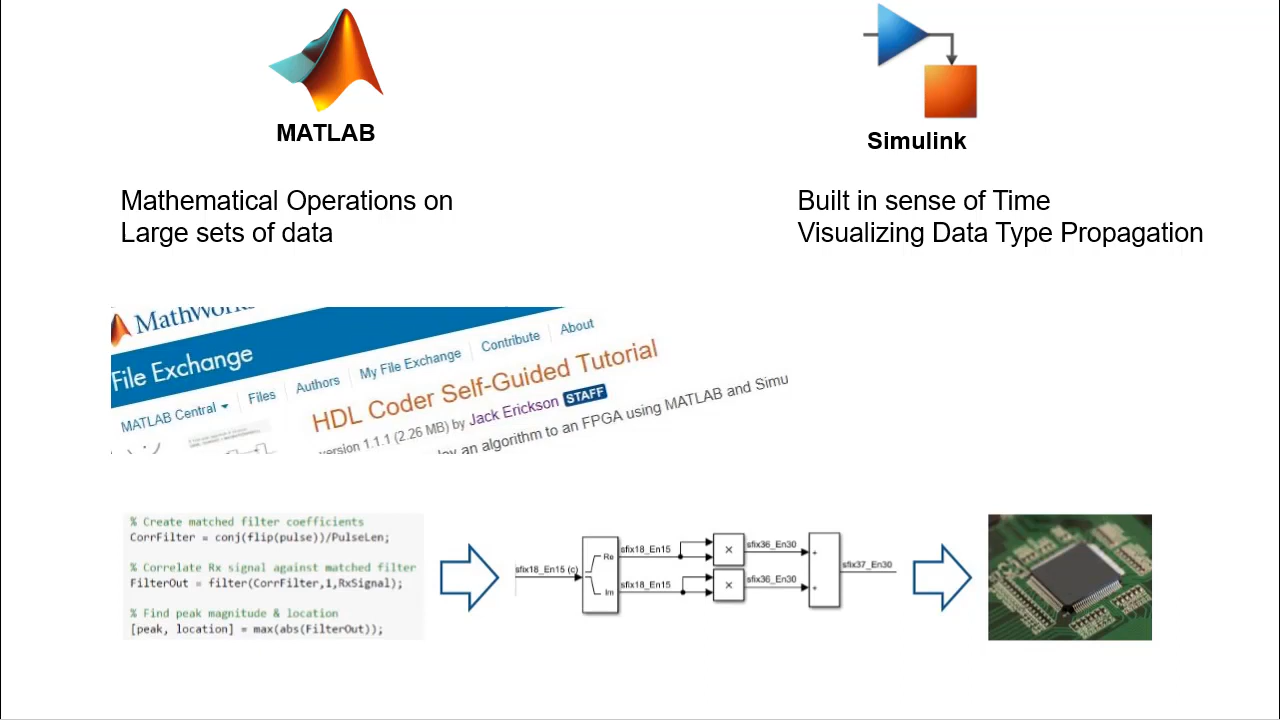 MATLAB
Simulink
Mathematical Operations on
Large sets of data
Built in sense of Time
Visualizing Data Type Propagation
MathWorks
File Exchange
MATLAB Central
Files
Authors
My File Exchange
Contribute
About
HDL Coder Self-Guided Tutorial
version 1.1.1 (2.26 MB) by Jack Erickson STAFF
an algorithm to an FPGA using MATLAB and Simu
% Create matched filter coefficients
CorrFilter = conj(flip(pulse))/PulseLen;
% Correlate Rx signal against matched filter
FilterOut = filter(CorrFilter,1,RxSignal);
% Find peak magnitude & location
[peak, location] = max(abs(FilterOut));
sfix18_En15 (c)
Re
Im
sfix18_En15
sfix18_En15
×
×
sfix36_En30
sfix36_En30
+
+
sfix37_En30